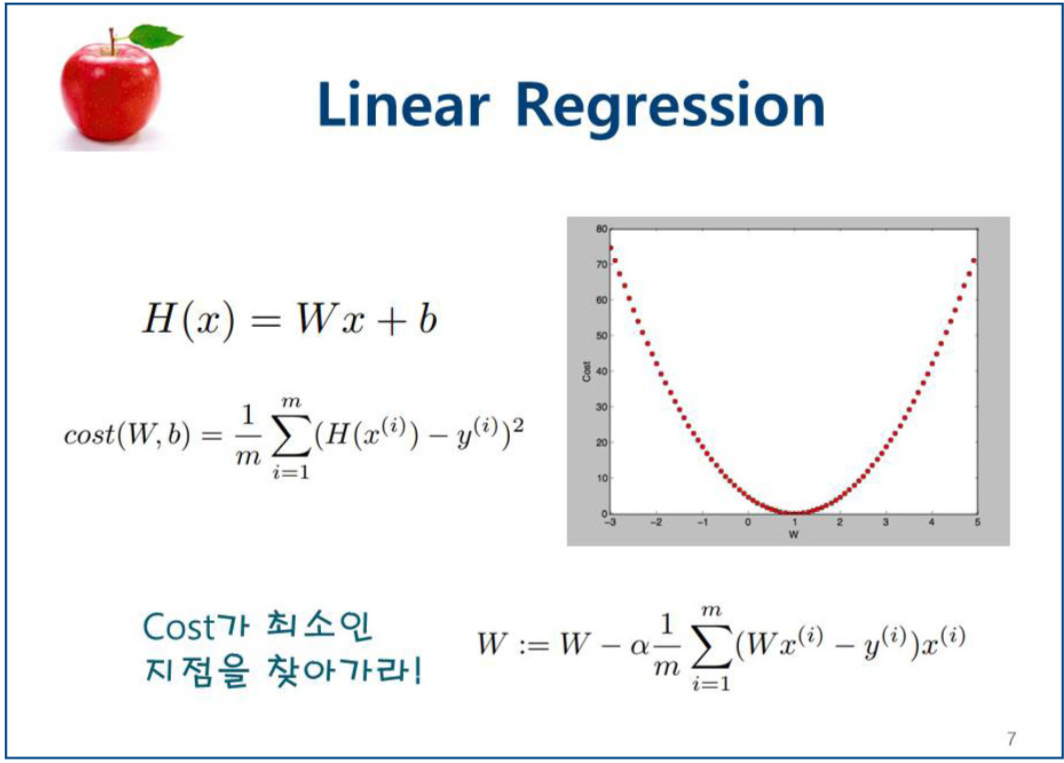 Linear Regression
H(x) = Wx + b
cost(W, b) = \frac{1}{m} \sum_{i=1}^{m} (H(x^{(i)}) - y^{(i)})^2
80
70
60
50
40
30
20
10
0
Cost
-3 -2 -1 0 1 2 3 4 5
W
Cost가 최소인
지점을 찾아가라!
W := W - \alpha \frac{1}{m} \sum_{i=1}^{m} (Wx^{(i)} - y^{(i)})x^{(i)}
7